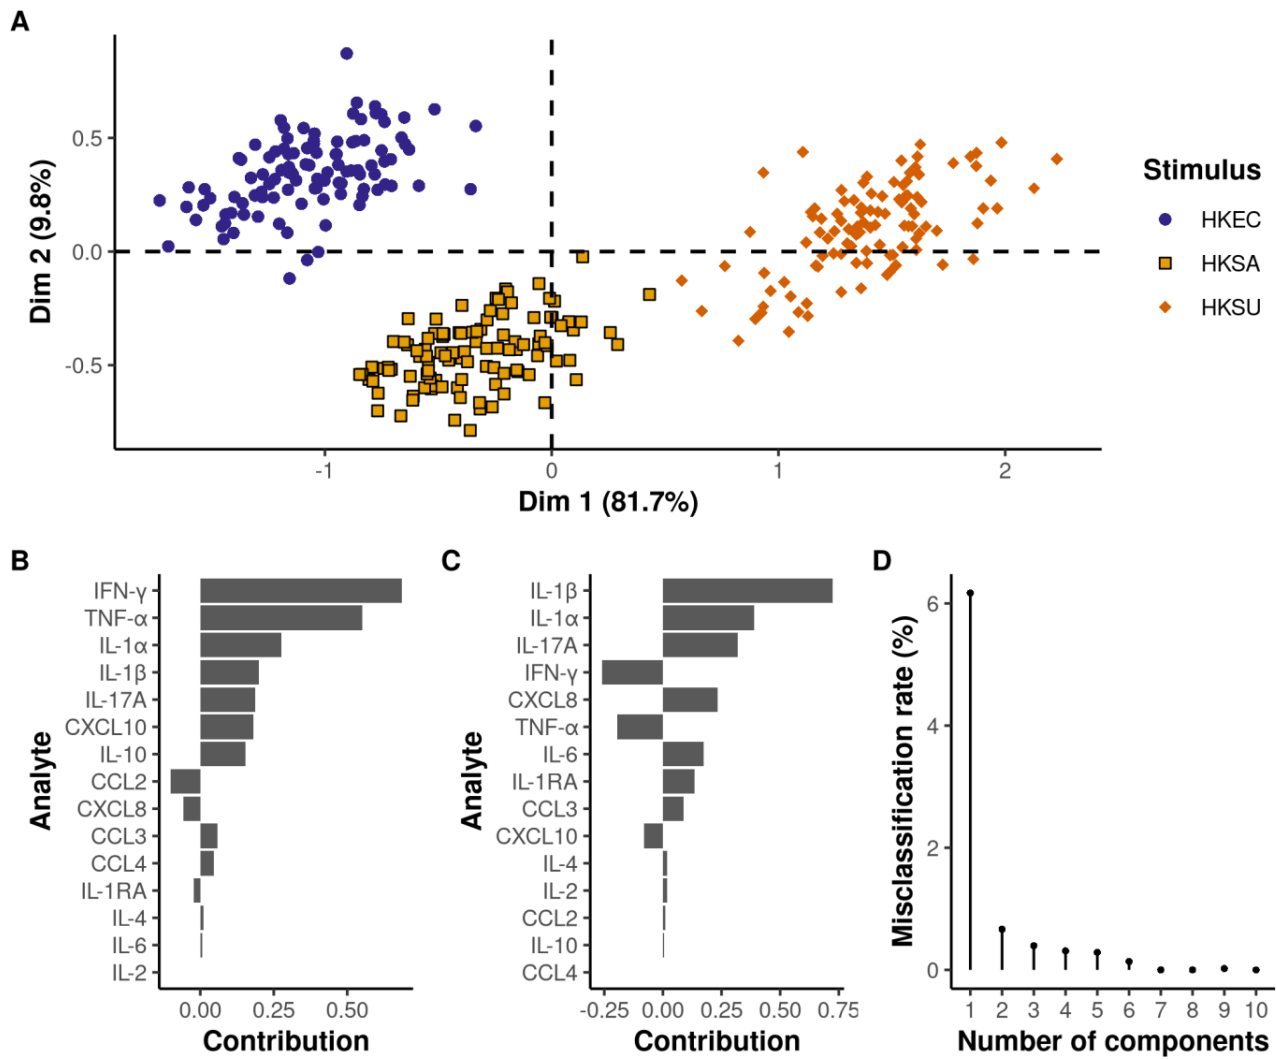 A
Dim 2 (9.8%)
0.5
0.0
-0.5
-1
0
1
2
Dim 1 (81.7%)
Stimulus
HKEC
HKSA
HKSU
B
Analyte
IFN-γ
TNF-α
IL-1α
IL-1β
IL-17A
CXCL10
IL-10
CCL2
CXCL8
CCL3
CCL4
IL-1RA
IL-4
IL-6
IL-2
0.00
0.25
0.50
Contribution
C
Analyte
IL-1β
IL-1α
IL-17A
IFN-γ
CXCL8
TNF-α
IL-6
IL-1RA
CCL3
CXCL10
IL-4
IL-2
CCL2
IL-10
CCL4
-0.25
0.00
0.25
0.50
0.75
Contribution
D
Misclassification rate (%)
6
4
2
0
1
2
3
4
5
6
7
8
9
10
Number of components